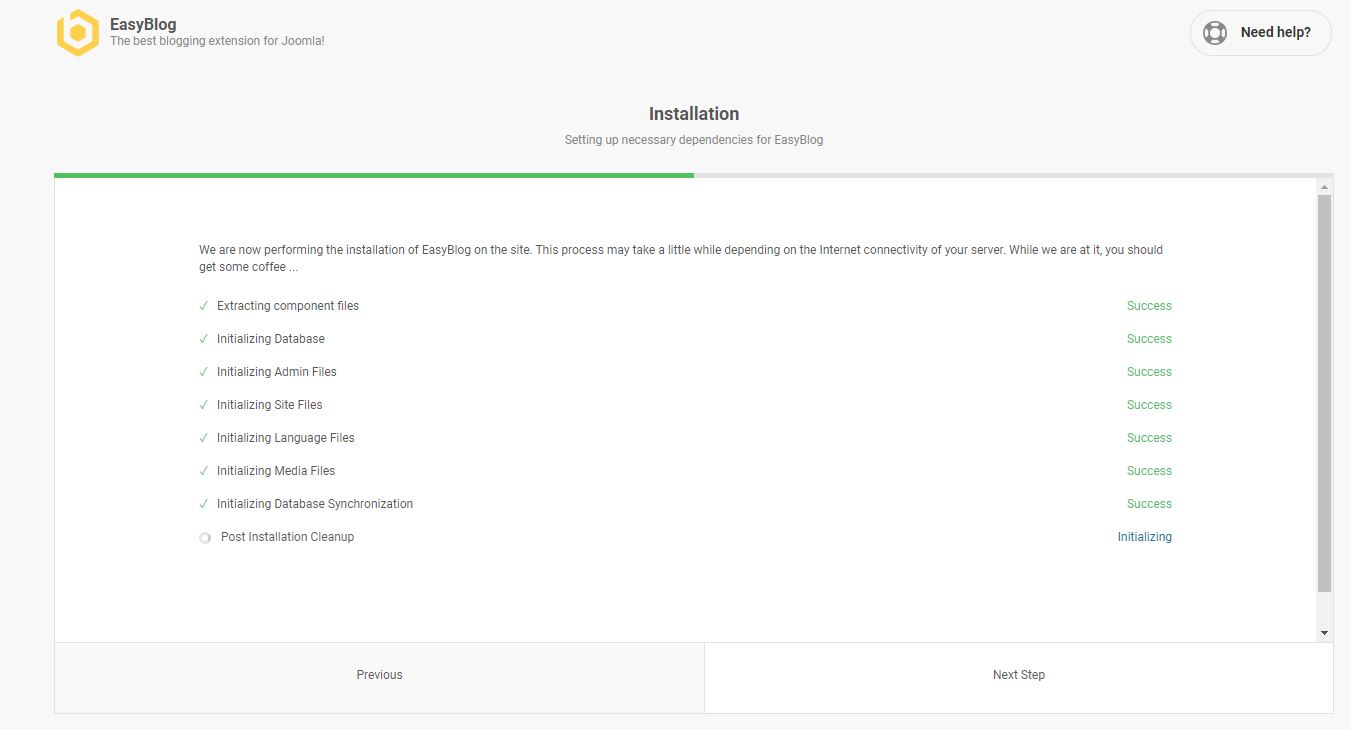 EasyBlog
The best blogging extension for Joomla!
Need help?
Installation
Setting up necessary dependencies for EasyBlog
We are now performing the installation of EasyBlog on the site. This process may take a little while depending on the Internet connectivity of your server. While we are at it, you should
get some coffee ...
Extracting component files Success
Initializing Database Success
Initializing Admin Files Success
Initializing Site Files Success
Initializing Language Files Success
Initializing Media Files Success
Initializing Database Synchronization Success
Post Installation Cleanup Initializing
Previous Next Step